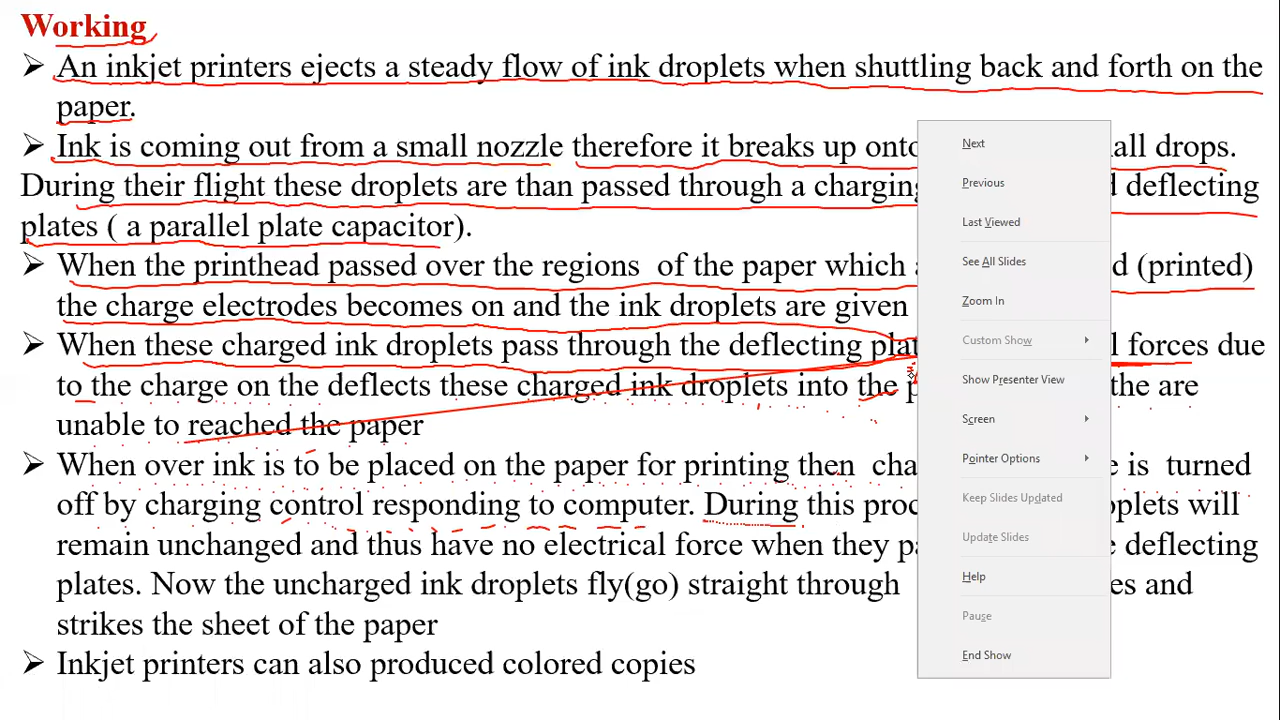 Working
➢ An inkjet printers ejects a steady flow of ink droplets when shuttling back and forth on the
paper.
➢ Ink is coming out from a small nozzle therefore it breaks up onto drops.
During their flight these droplets are than passed through a charging deflecting
plates ( a parallel plate capacitor).
➢ When the printhead passed over the regions of the paper which (printed)
the charge electrodes becomes on and the ink droplets are given
➢ When these charged ink droplets pass through the deflecting forces due
to the charge on the deflects these charged ink droplets into the the are
unable to reached the paper
➢ When over ink is to be placed on the paper for printing then is turned
off by charging control responding to computer. During this will
remain unchanged and thus have no electrical force when they deflecting
plates. Now the uncharged ink droplets fly(go) straight through and
strikes the sheet of the paper
➢ Inkjet printers can also produced colored copies
Next
Previous
Last Viewed
See All Slides
Zoom In
Custom Show
Show Presenter View
Screen
Pointer Options
Keep Slides Updated
Update Slides
Help
Pause
End Show